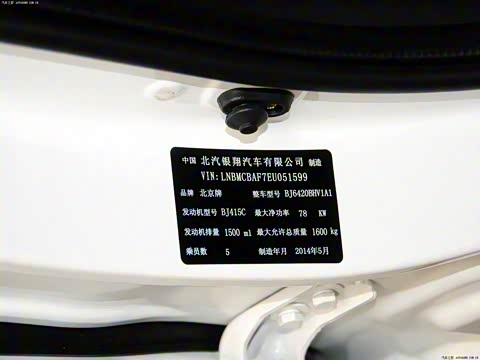 中国 北汽银翔汽车有限公司 制造
VIN:LNBMCBAF7EU051599
品牌 北京牌 整车型号 BJ6420BHV1A1
发动机型号 BJ415C 最大净功率 78 KW
发动机排量 1500 ml 最大允许总质量 1600 kg
乘员数 5 制造年月 2014年5月